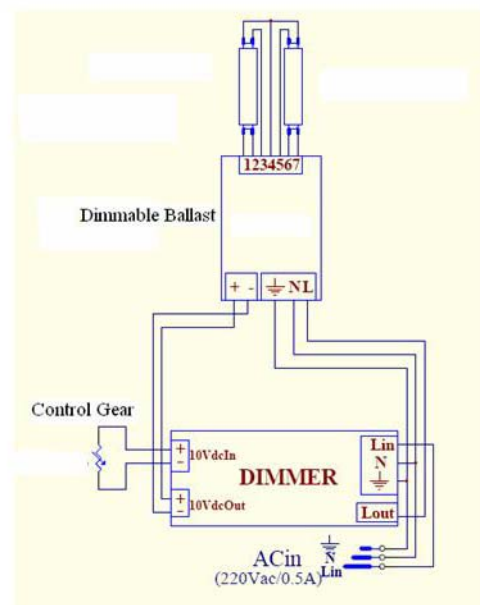 1234567
Dimmable Ballast
+ - ⏚ NL
Control Gear
+
-
10VdcIn
Lin
N
⏚
DIMMER
+
-
10VdcOut
Lout
ACin
(220Vac/0.5A)
⏚
N
Lin